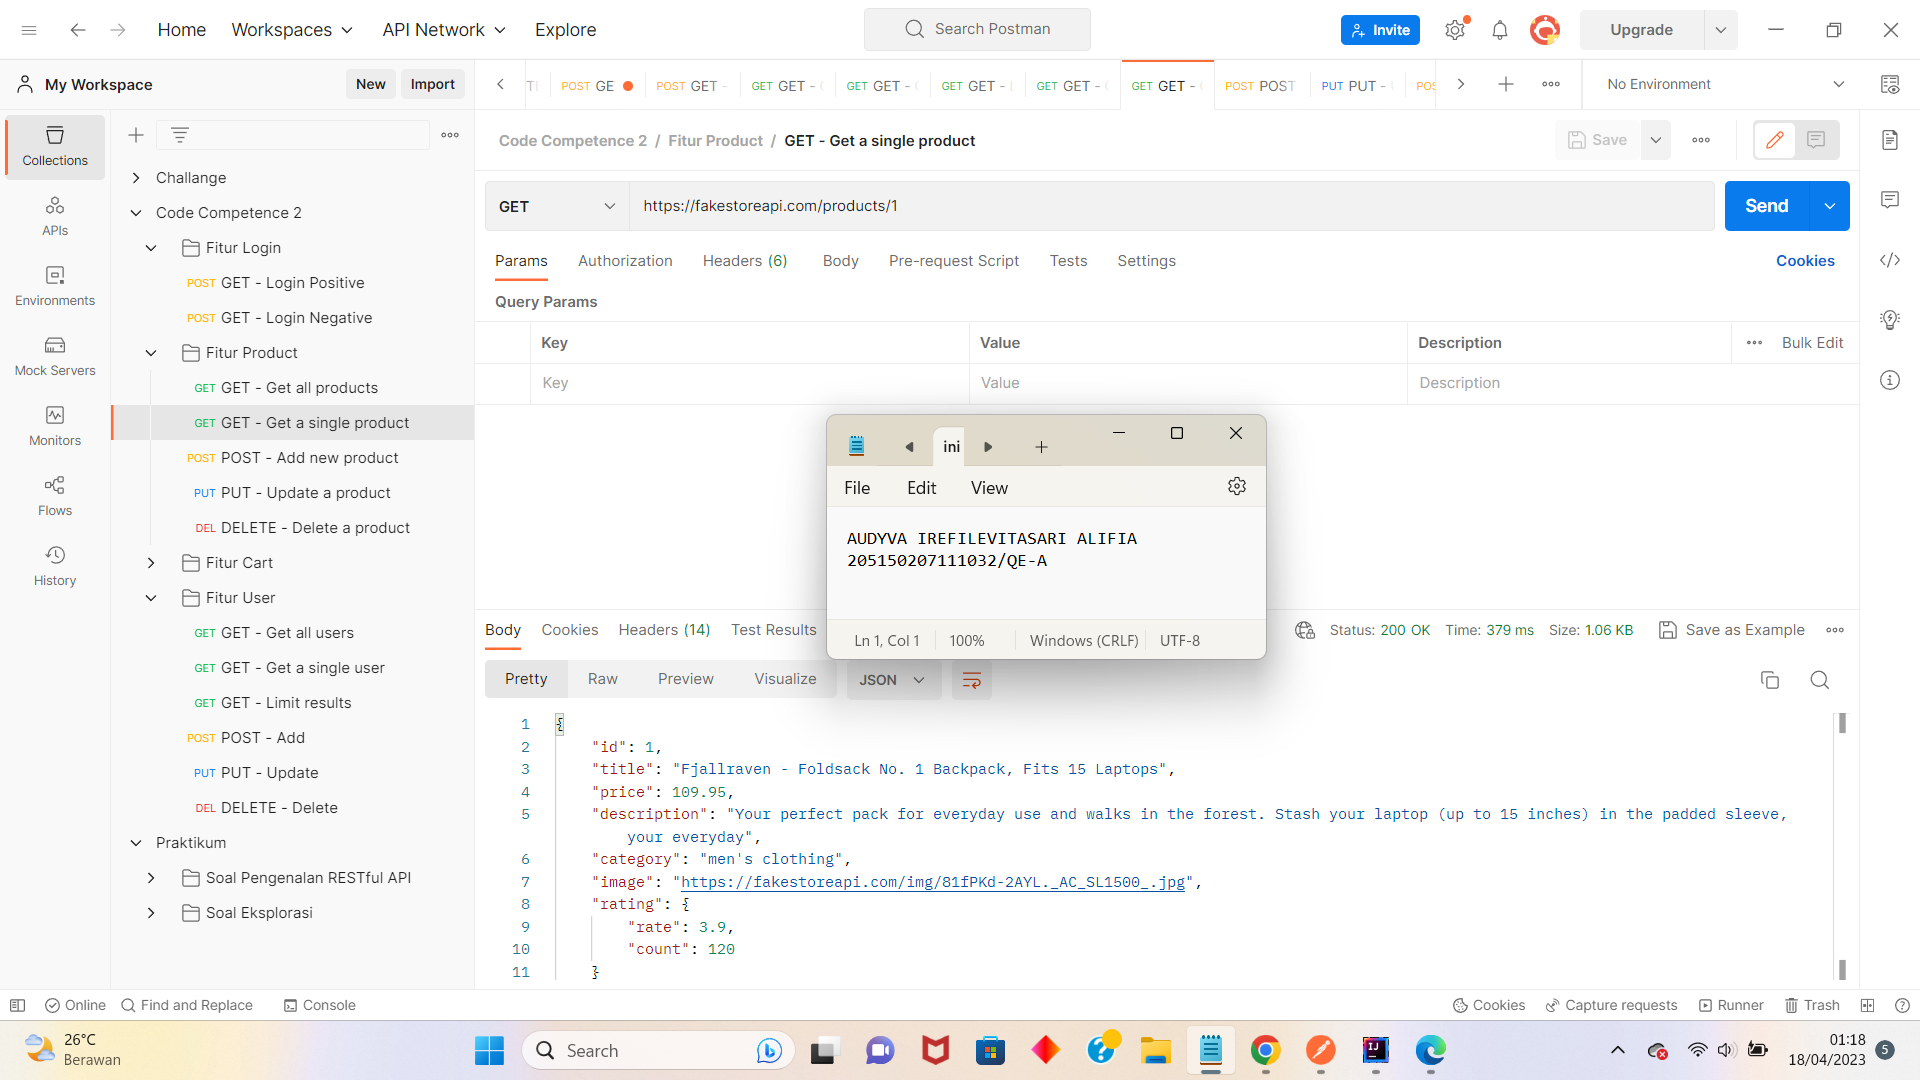 Home
Workspaces
API Network
Explore
Search Postman
Invite
Upgrade
My Workspace
New
Import
POST GE
POST GET -
GET GET -
GET GET -
GET GET -
GET GET -
GET GET -
POST POST
PUT PUT -
No Environment
Collections
APIs
Environments
Mock Servers
Monitors
Flows
History
Challange
Code Competence 2
Fitur Login
POST GET - Login Positive
POST GET - Login Negative
Fitur Product
GET GET - Get all products
GET GET - Get a single product
POST POST - Add new product
PUT PUT - Update a product
DEL DELETE - Delete a product
Fitur Cart
Fitur User
GET GET - Get all users
GET GET - Get a single user
GET GET - Limit results
POST POST - Add
PUT PUT - Update
DEL DELETE - Delete
Praktikum
Soal Pengenalan RESTful API
Soal Eksplorasi
Code Competence 2 / Fitur Product / GET - Get a single product
Save
GET
https://fakestoreapi.com/products/1
Send
Params Authorization Headers (6) Body Pre-request Script Tests Settings
Cookies
Query Params
Key Value Description
Bulk Edit
Key Value Description
ini
File Edit View
AUDYVA IREFILEVITASARI ALIFIA
205150207111032/QE-A
Ln 1, Col 1 100% Windows (CRLF) UTF-8
Body Cookies Headers (14) Test Results
Status: 200 OK Time: 379 ms Size: 1.06 KB
Save as Example
Pretty Raw Preview Visualize JSON
1 {
2 "id": 1,
3 "title": "Fjallraven - Foldsack No. 1 Backpack, Fits 15 Laptops",
4 "price": 109.95,
5 "description": "Your perfect pack for everyday use and walks in the forest. Stash your laptop (up to 15 inches) in the padded sleeve,
your everyday",
6 "category": "men's clothing",
7 "image": "https://fakestoreapi.com/img/81fPKd-2AYL._AC_SL1500_.jpg",
8 "rating": {
9 "rate": 3.9,
10 "count": 120
11 }
Online
Find and Replace
Console
Cookies
Capture requests
Runner
Trash
26°C
Berawan
Search
01:18
18/04/2023
5